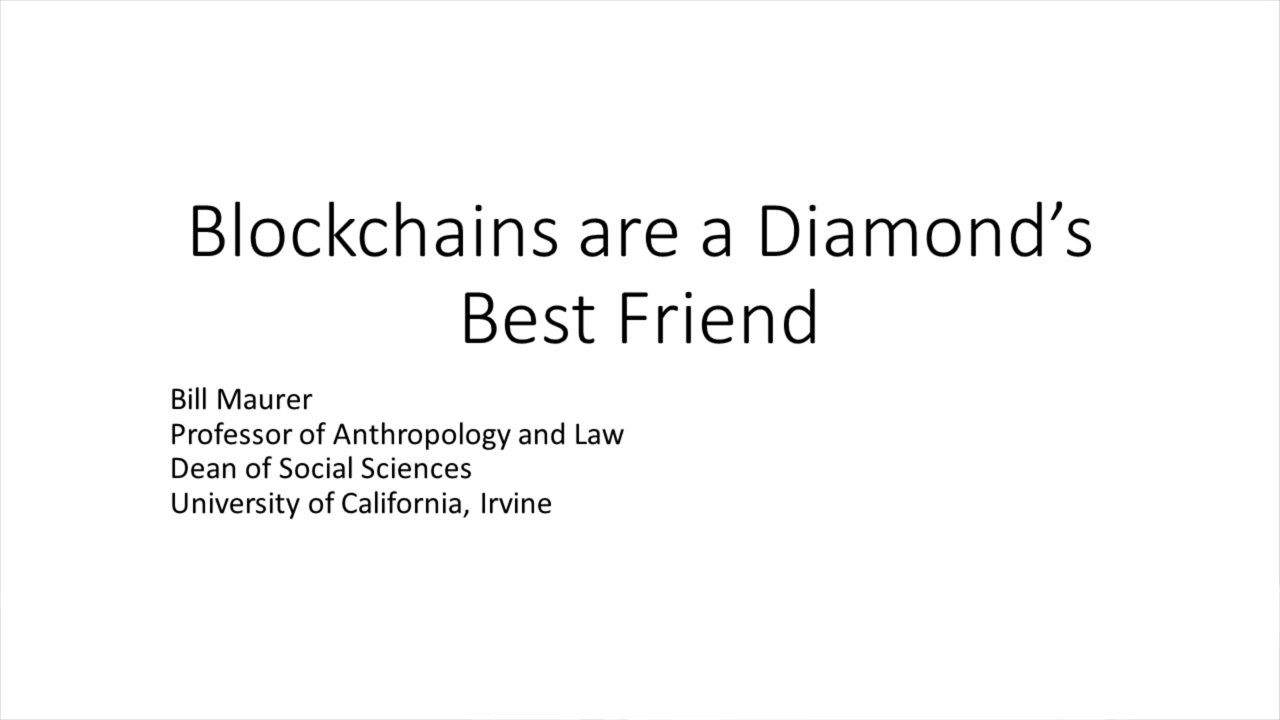 Blockchains are a Diamond’s
Best Friend
Bill Maurer
Professor of Anthropology and Law
Dean of Social Sciences
University of California, Irvine